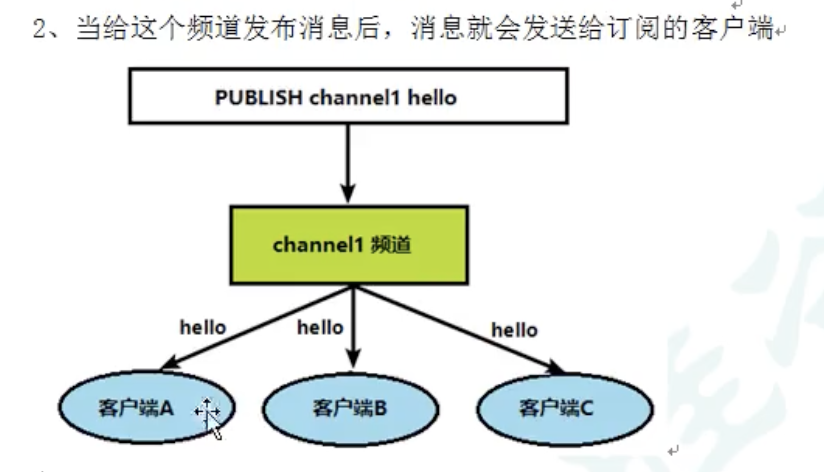 2、当给这个频道发布消息后，消息就会发送给订阅的客户端
PUBLISH channel1 hello
channel1 频道
hello hello hello
客户端A 客户端B 客户端C